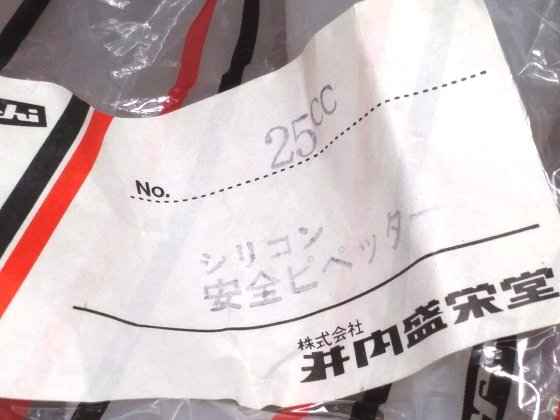 No. 25CC
シリコン
安全ピペッター
株式会社
井内盛栄堂